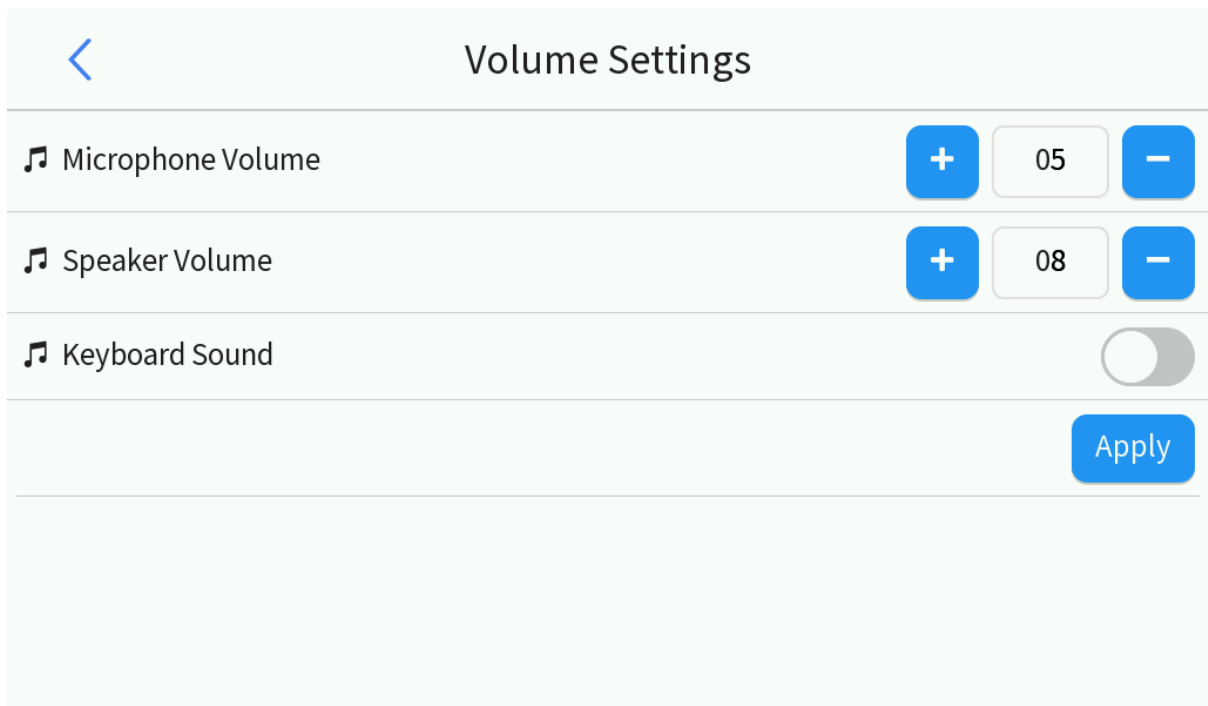 Volume Settings
Microphone Volume + 05 −
Speaker Volume + 08 −
Keyboard Sound
Apply